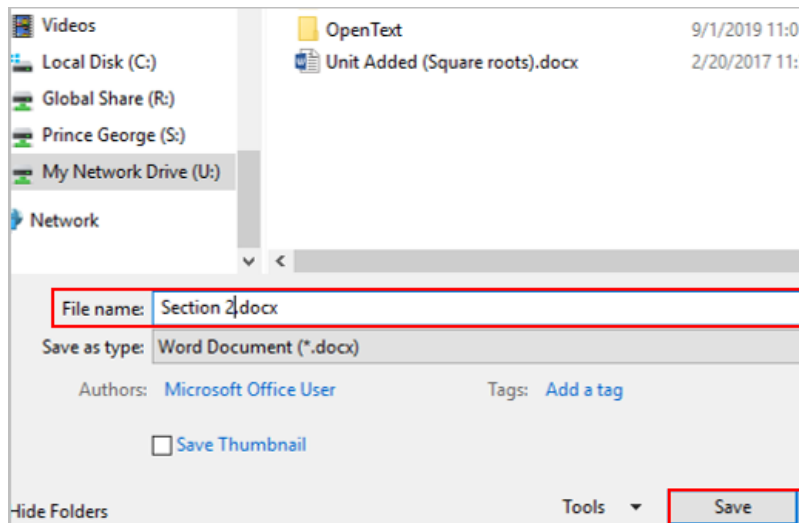 Videos
Local Disk (C:)
Global Share (R:)
Prince George (S:)
My Network Drive (U:)
Network
OpenText 9/1/2019 11:0
Unit Added (Square roots).docx 2/20/2017 11:
File name: Section 2.docx
Save as type: Word Document (*.docx)
Authors: Microsoft Office User Tags: Add a tag
Save Thumbnail
Hide Folders Tools Save